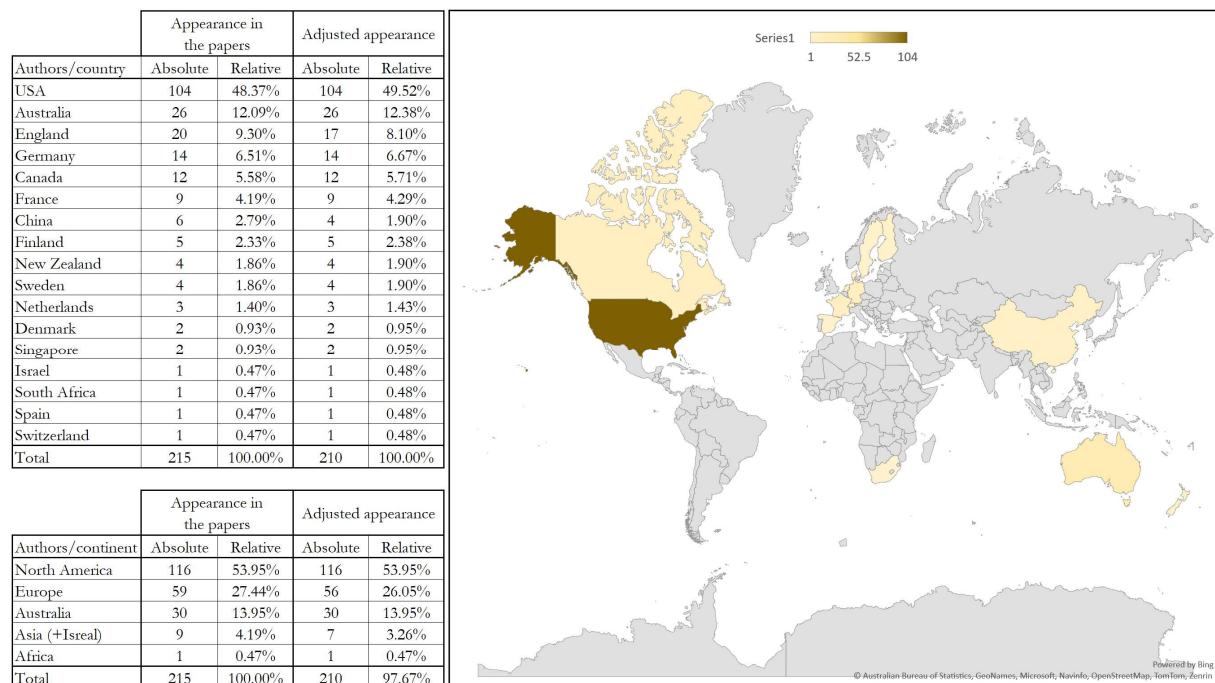 Appearance in
the papers
Adjusted appearance
Authors/country Absolute Relative Absolute Relative
USA 104 48.37% 104 49.52%
Australia 26 12.09% 26 12.38%
England 20 9.30% 17 8.10%
Germany 14 6.51% 14 6.67%
Canada 12 5.58% 12 5.71%
France 9 4.19% 9 4.29%
China 6 2.79% 4 1.90%
Finland 5 2.33% 5 2.38%
New Zealand 4 1.86% 4 1.90%
Sweden 4 1.86% 4 1.90%
Netherlands 3 1.40% 3 1.43%
Denmark 2 0.93% 2 0.95%
Singapore 2 0.93% 2 0.95%
Israel 1 0.47% 1 0.48%
South Africa 1 0.47% 1 0.48%
Spain 1 0.47% 1 0.48%
Switzerland 1 0.47% 1 0.48%
Total 215 100.00% 210 100.00%
Appearance in
the papers
Adjusted appearance
Authors/continent Absolute Relative Absolute Relative
North America 116 53.95% 116 53.95%
Europe 59 27.44% 56 26.05%
Australia 30 13.95% 30 13.95%
Asia (+Isreal) 9 4.19% 7 3.26%
Africa 1 0.47% 1 0.47%
Total 215 100.00% 210 97.67%
Series1
1 52.5 104
Powered by Bing
© Australian Bureau of Statistics, GeoNames, Microsoft, Navinfo, OpenStreetMap, TomTom, Zenrin